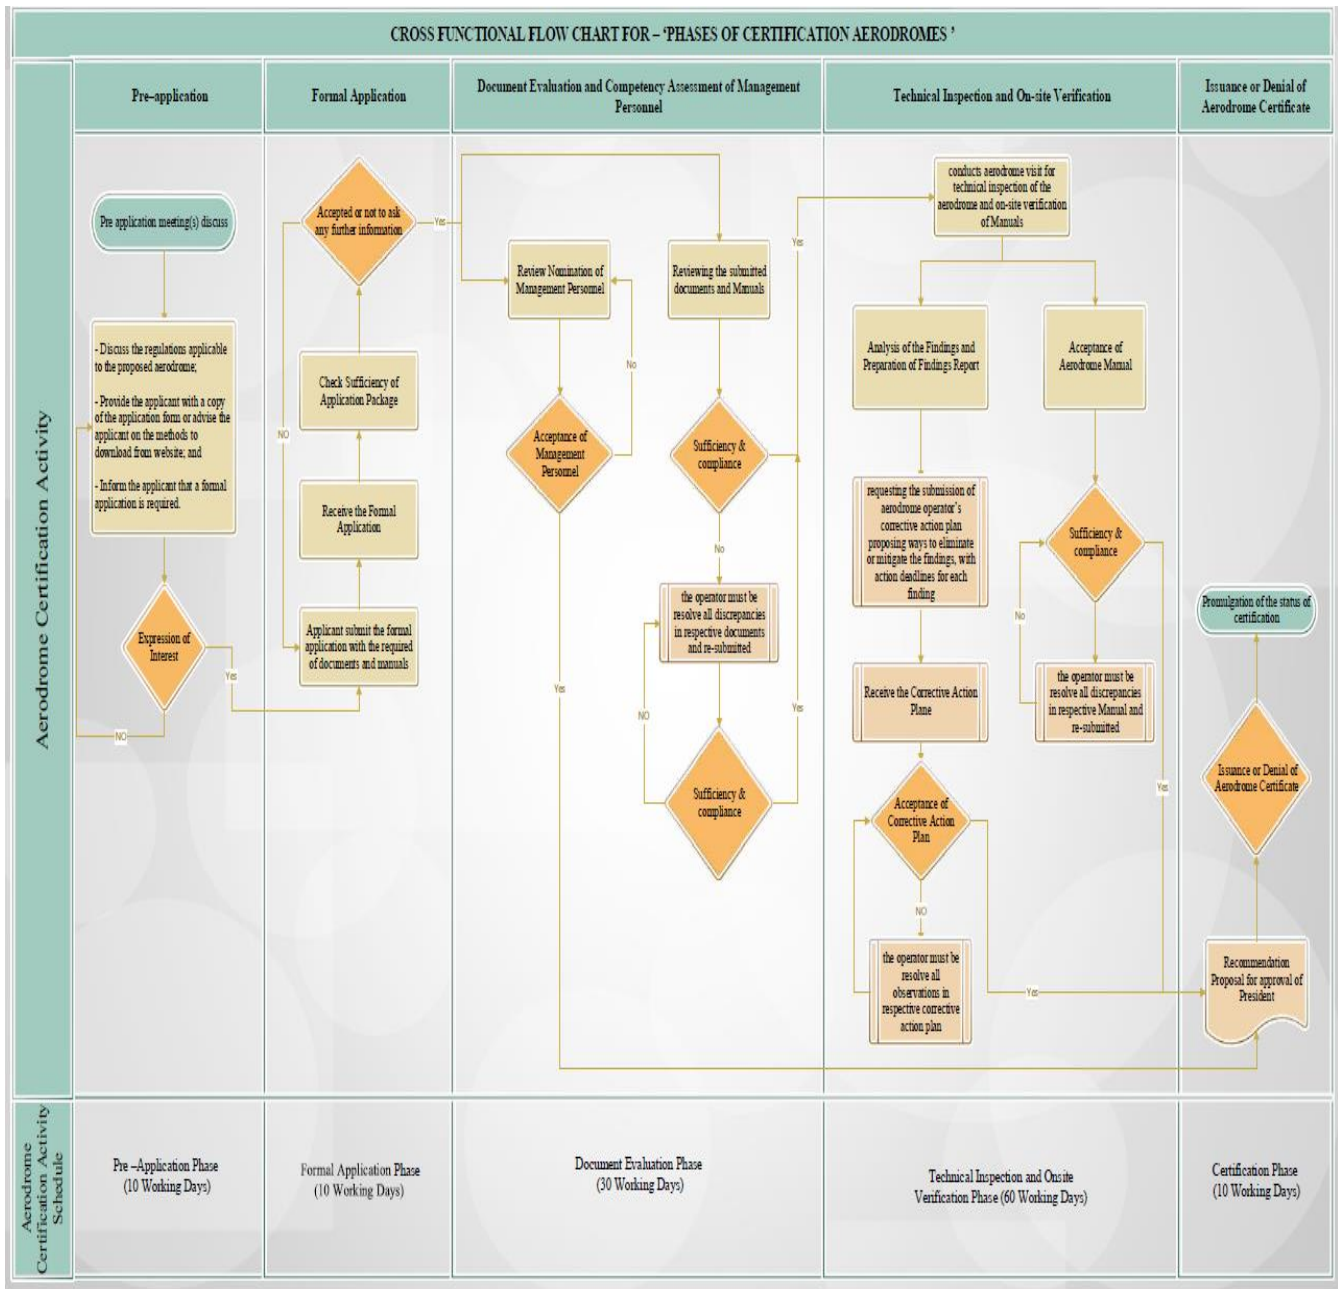 CROSS FUNCTIONAL FLOW CHART FOR – ‘PHASES OF CERTIFICATION AERODROMES ’
Aerodrome Certification Activity
Pre–application
Formal Application
Document Evaluation and Competency Assessment of Management
Personnel
Technical Inspection and On-site Verification
Issuance or Denial of
Aerodrome Certificate
Pre application meeting(s) discuss
- Discuss the regulations applicable
to the proposed aerodrome;
- Provide the applicant with a copy
of the application form or advise the
applicant on the methods to
download from website; and
- Inform the applicant that a formal
application is required.
Expression of
Interest
Yes
NO
Accepted or not to ask
any further information
Yes
NO
Check Sufficiency of
Application Package
Receive the Formal
Application
Applicant submit the formal
application with the required
of documents and manuals
Review Nomination of
Management Personnel
No
Acceptance of
Management
Personnel
Yes
Reviewing the submitted
documents and Manuals
Sufficiency &
compliance
Yes
No
the operator must be
resolve all discrepancies
in respective documents
and re-submitted
NO
Yes
Sufficiency &
compliance
conducts aerodrome visit for
technical inspection of the
aerodrome and on-site verification
of Manuals
Analysis of the Findings and
Preparation of Findings Report
requesting the submission of
aerodrome operator’s
corrective action plan
proposing ways to eliminate
or mitigate the findings, with
action deadlines for each
finding
Receive the Corrective Action
Plane
Acceptance of
Corrective Action
Plan
NO
the operator must be
resolve all
observations in
respective corrective
action plan
Yes
Acceptance of
Aerodrome Manual
Sufficiency &
compliance
No
the operator must be
resolve all discrepancies
in respective Manual and
re-submitted
Yes
Promulgation of the status of
certification
Issuance or Denial of
Aerodrome Certificate
Recommendation
Proposal for approval of
President
Aerodrome
Certification Activity
Schedule
Pre –Application Phase
(10 Working Days)
Formal Application Phase
(10 Working Days)
Document Evaluation Phase
(30 Working Days)
Technical Inspection and Onsite
Verification Phase (60 Working Days)
Certification Phase
(10 Working Days)